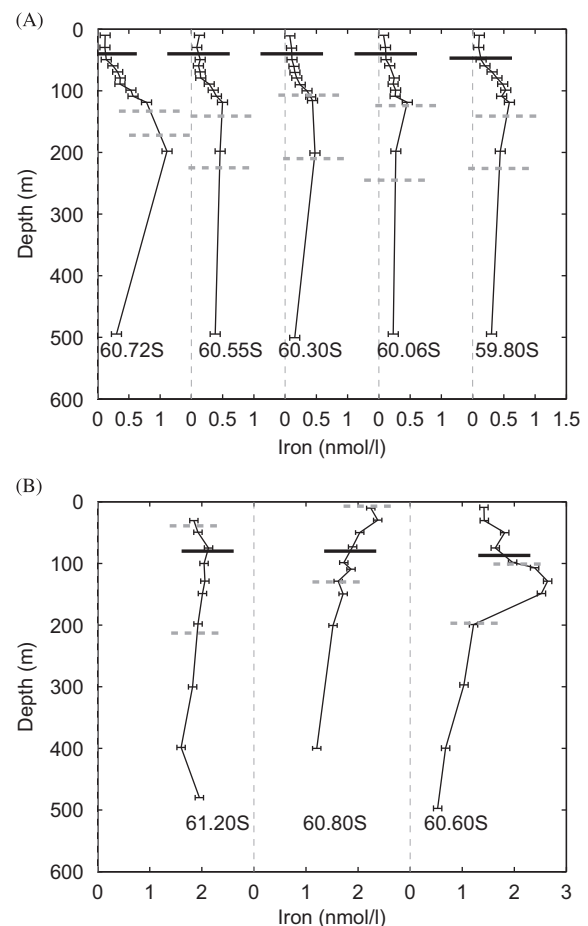 (A)
0
100
200
300
400
500
600
Depth (m)
60.72S 60.55S 60.30S 60.06S 59.80S
0 0.5 1 0 0.5 1 0 0.5 1 0 0.5 1 0 0.5 1 1.5
Iron (nmol/l)
(B)
0
100
200
300
400
500
600
Depth (m)
61.20S 60.80S 60.60S
0 1 2 0 1 2 0 1 2 3
Iron (nmol/l)